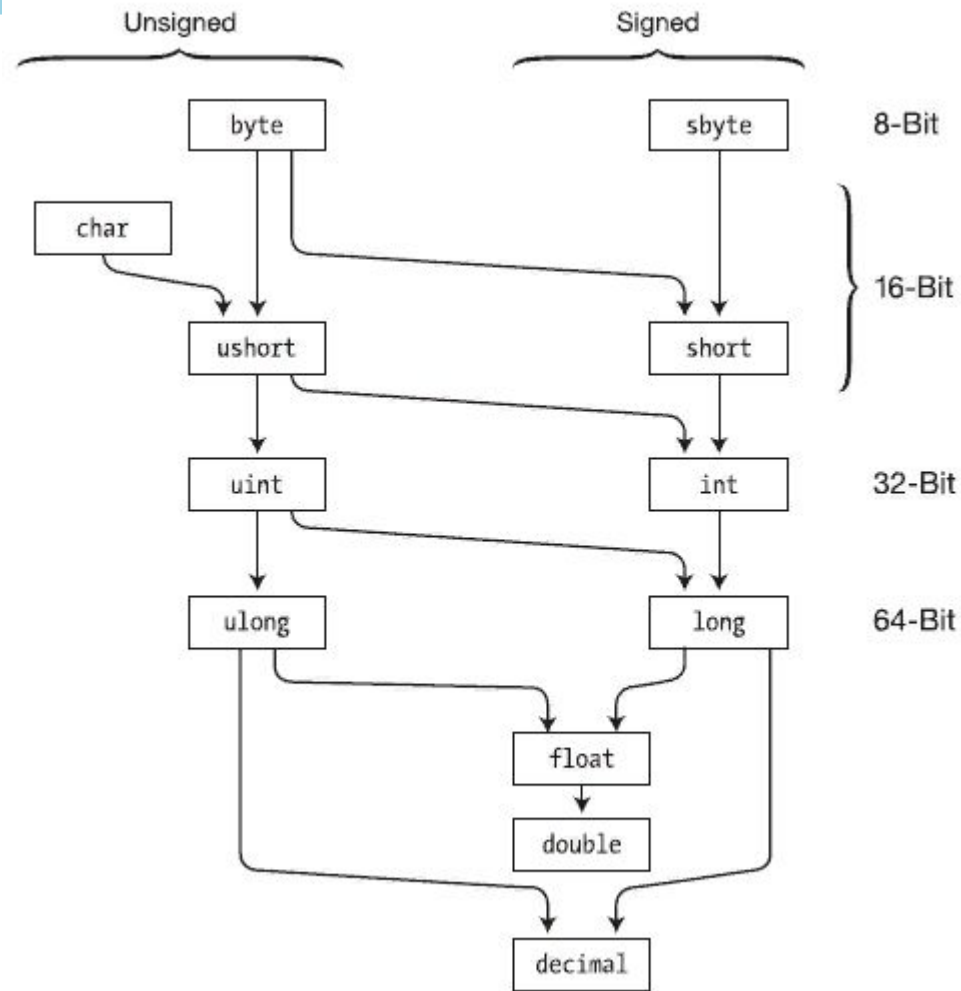 Unsigned Signed
byte sbyte 8-Bit
char
16-Bit
ushort short
uint int 32-Bit
ulong long 64-Bit
float
double
decimal